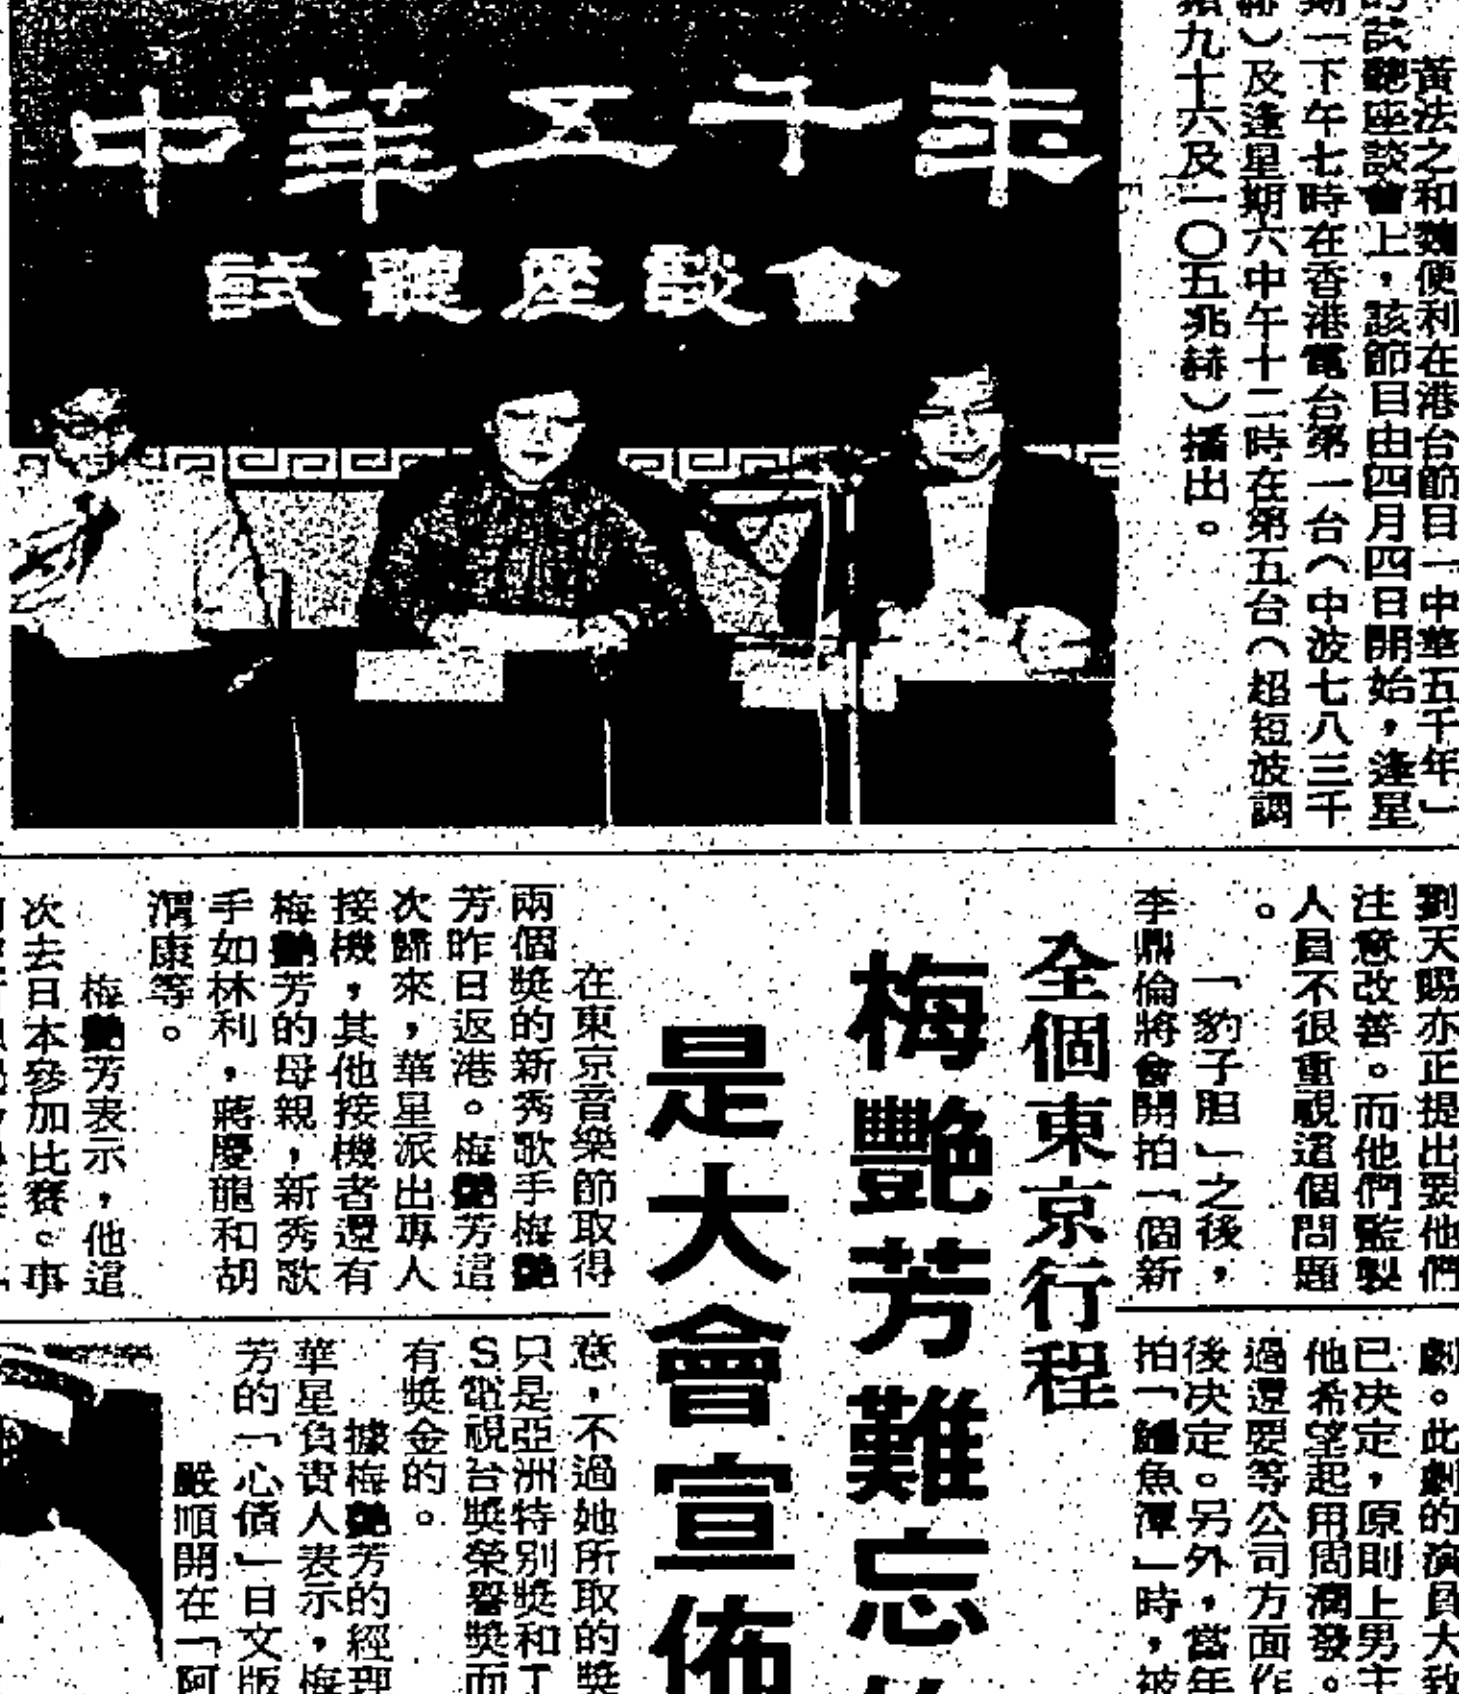 中華五千年
試聽座談會
黃法之和魏便利在港台節目「中華五千年」
的試聽座談會上，該節目由四月四日開始，逢星
期一下午七時在香港電台第一台（中波七八三千
赫）及逢星期六中午十二時在第五台（超短波調
頻九十六及一〇五兆赫）播出。
劉天賜亦正提出要他們
注意改善。而他們監製
人員不很重視這個問題
。
「豹子胆」之後，
李鼎倫將會開拍一個新
劇。此劇的演員大致
已決定，原則上男主
他希望起用周潤發。
過還要等公司方面作
後決定。另外，當年
拍「鱷魚潭」時，被
全個東京行程
梅艷芳難忘
是大會宣佈
在東京音樂節取得
兩個獎的新秀歌手梅艷
芳昨日返港。梅艷芳這
次歸來，華星派出專人
接機，其他接機者還有
梅艷芳的母親，新秀歌
手如林利，蔣慶龍和胡
渭康等。
梅艷芳表示，他這
次去日本參加比賽。事
意，不過她所取的獎
只是亞洲特別獎和T
S電視台獎榮譽獎而
有獎金的。
據梅艷芳的經理
華星負責人表示，梅
芳的「心債」日文版
嚴順開在「阿